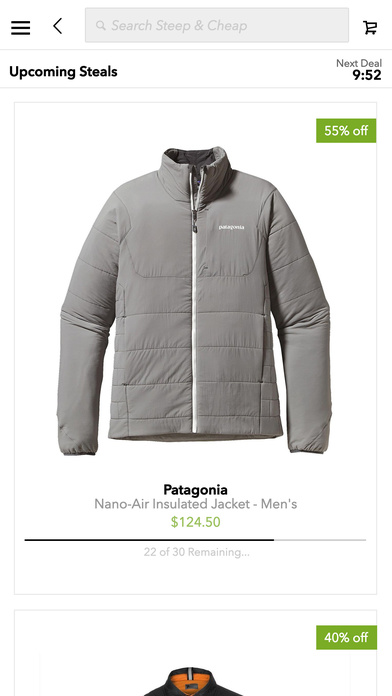 Search Steep & Cheap
Next Deal
Upcoming Steals
9:52
55% off
patagonia
Patagonia
Nano-Air Insulated Jacket - Men's
$124.50
22 of 30 Remaining...
40% off